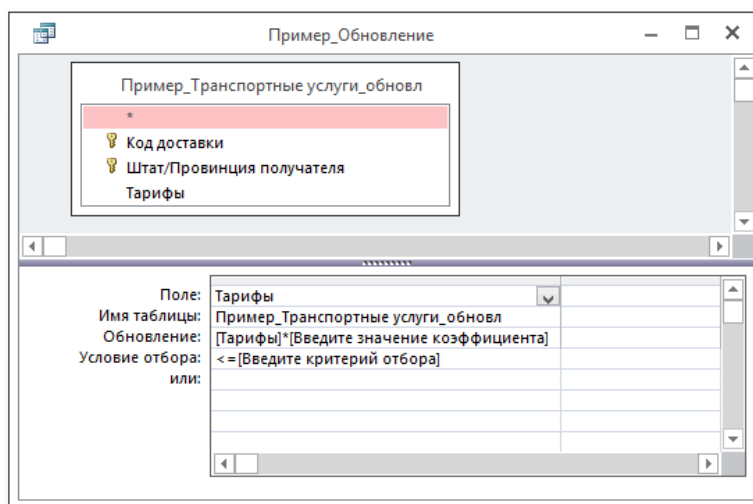 Пример_Обновление
Пример_Транспортные услуги_обновл
*
Код доставки
Штат/Провинция получателя
Тарифы
Поле: Тарифы
Имя таблицы: Пример_Транспортные услуги_обновл
Обновление: [Тарифы]*[Введите значение коэффициента]
Условие отбора: <=[Введите критерий отбора]
или: